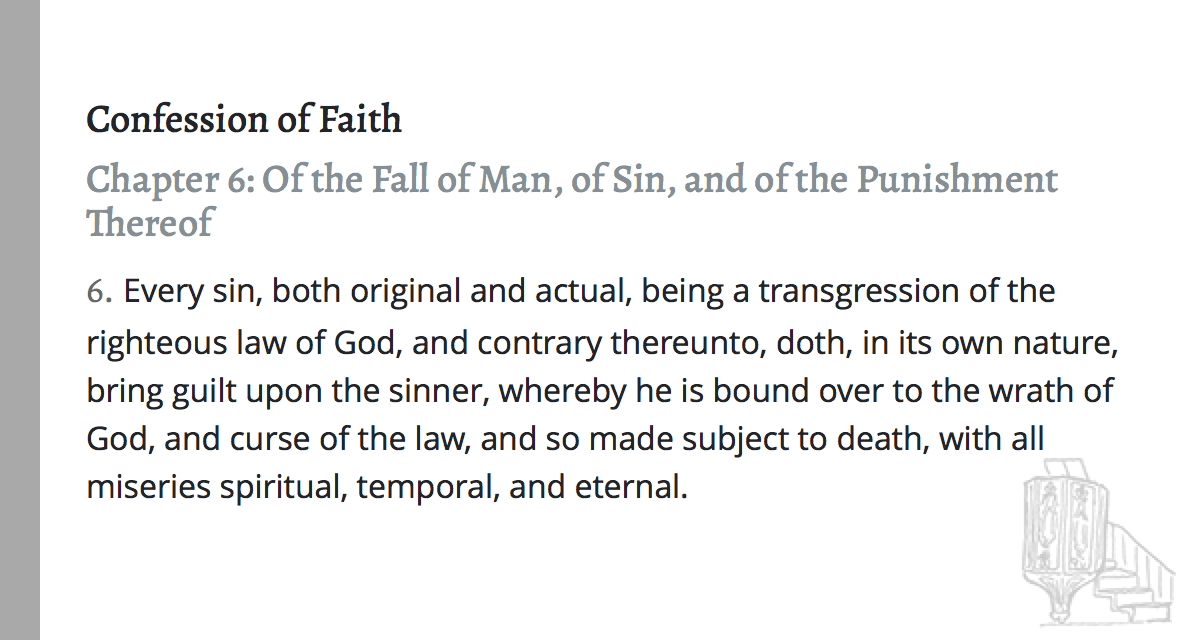 Confession of Faith
Chapter 6: Of the Fall of Man, of Sin, and of the Punishment
Thereof
6. Every sin, both original and actual, being a transgression of the
righteous law of God, and contrary thereunto, doth, in its own nature,
bring guilt upon the sinner, whereby he is bound over to the wrath of
God, and curse of the law, and so made subject to death, with all
miseries spiritual, temporal, and eternal.